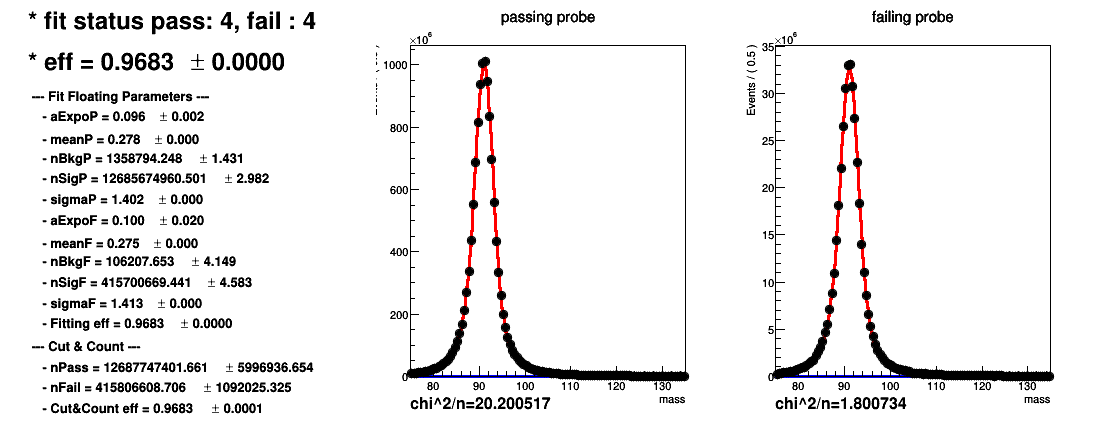 * fit status pass: 4, fail : 4
* eff = 0.9683 ± 0.0000
--- Fit Floating Parameters ---
- aExpoP = 0.096 ± 0.002
- meanP = 0.278 ± 0.000
- nBkgP = 1358794.248 ± 1.431
- nSigP = 12685674960.501 ± 2.982
- sigmaP = 1.402 ± 0.000
- aExpoF = 0.100 ± 0.020
- meanF = 0.275 ± 0.000
- nBkgF = 106207.653 ± 4.149
- nSigF = 415700669.441 ± 4.583
- sigmaF = 1.413 ± 0.000
- Fitting eff = 0.9683 ± 0.0000
--- Cut & Count ---
- nPass = 12687747401.661 ± 5996936.654
- nFail = 415806608.706 ± 1092025.325
- Cut&Count eff = 0.9683 ± 0.0001
passing probe
×10^6
1000
800
600
400
200
0
80 90 100 110 120 130
mass
chi^2/n=20.200517
failing probe
×10^6
Events / ( 0.5 )
35
30
25
20
15
10
5
0
80 90 100 110 120 130
mass
chi^2/n=1.800734